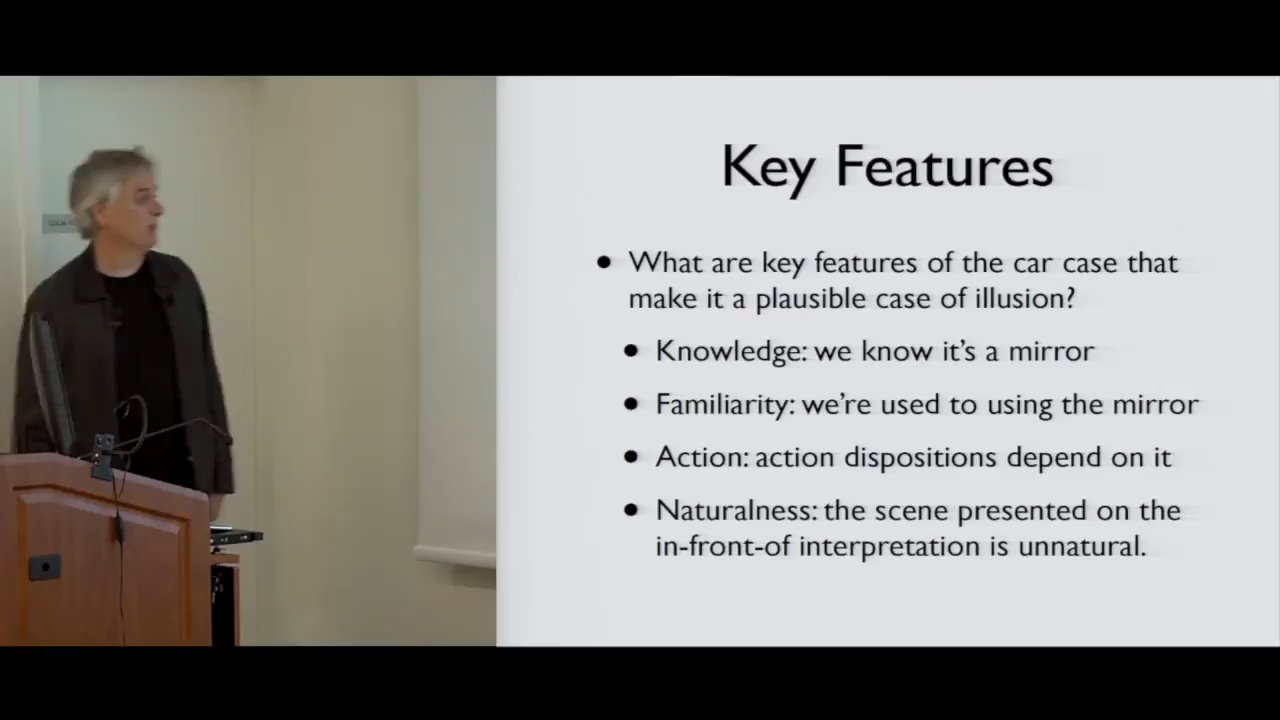 Key Features
• What are key features of the car case that
make it a plausible case of illusion?
• Knowledge: we know it's a mirror
• Familiarity: we're used to using the mirror
• Action: action dispositions depend on it
• Naturalness: the scene presented on the
in-front-of interpretation is unnatural.